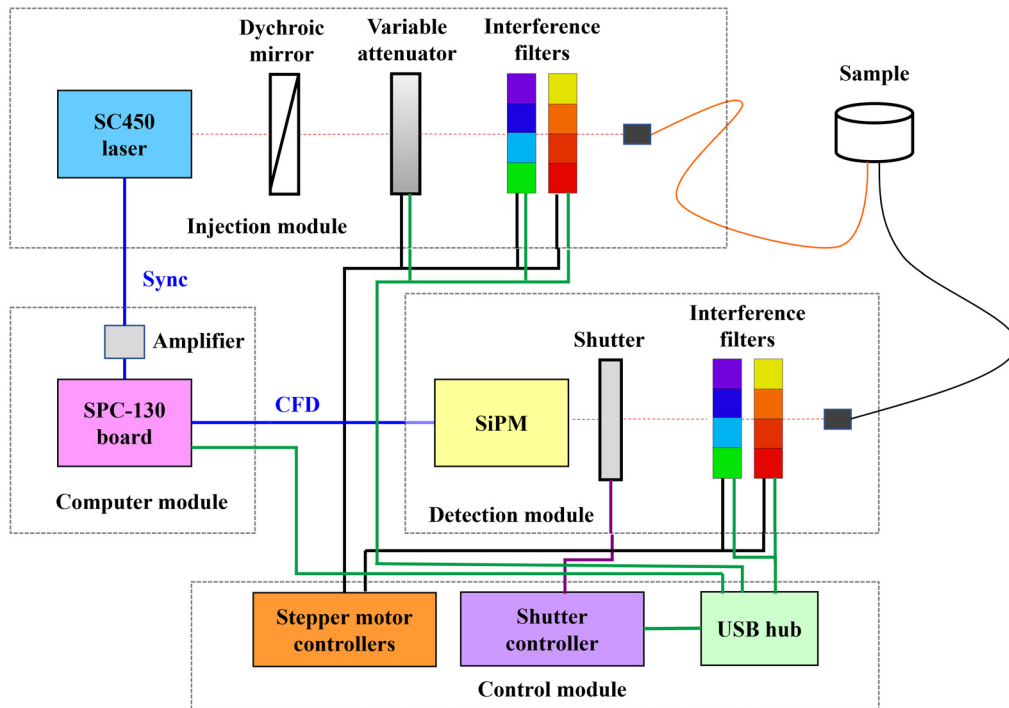 Dychroic
mirror
Variable
attenuator
Interference
filters
Sample
SC450
laser
Injection module
Sync
Amplifier
SPC-130
board
Computer module
CFD
SiPM
Shutter
Interference
filters
Detection module
Stepper motor
controllers
Shutter
controller
USB hub
Control module